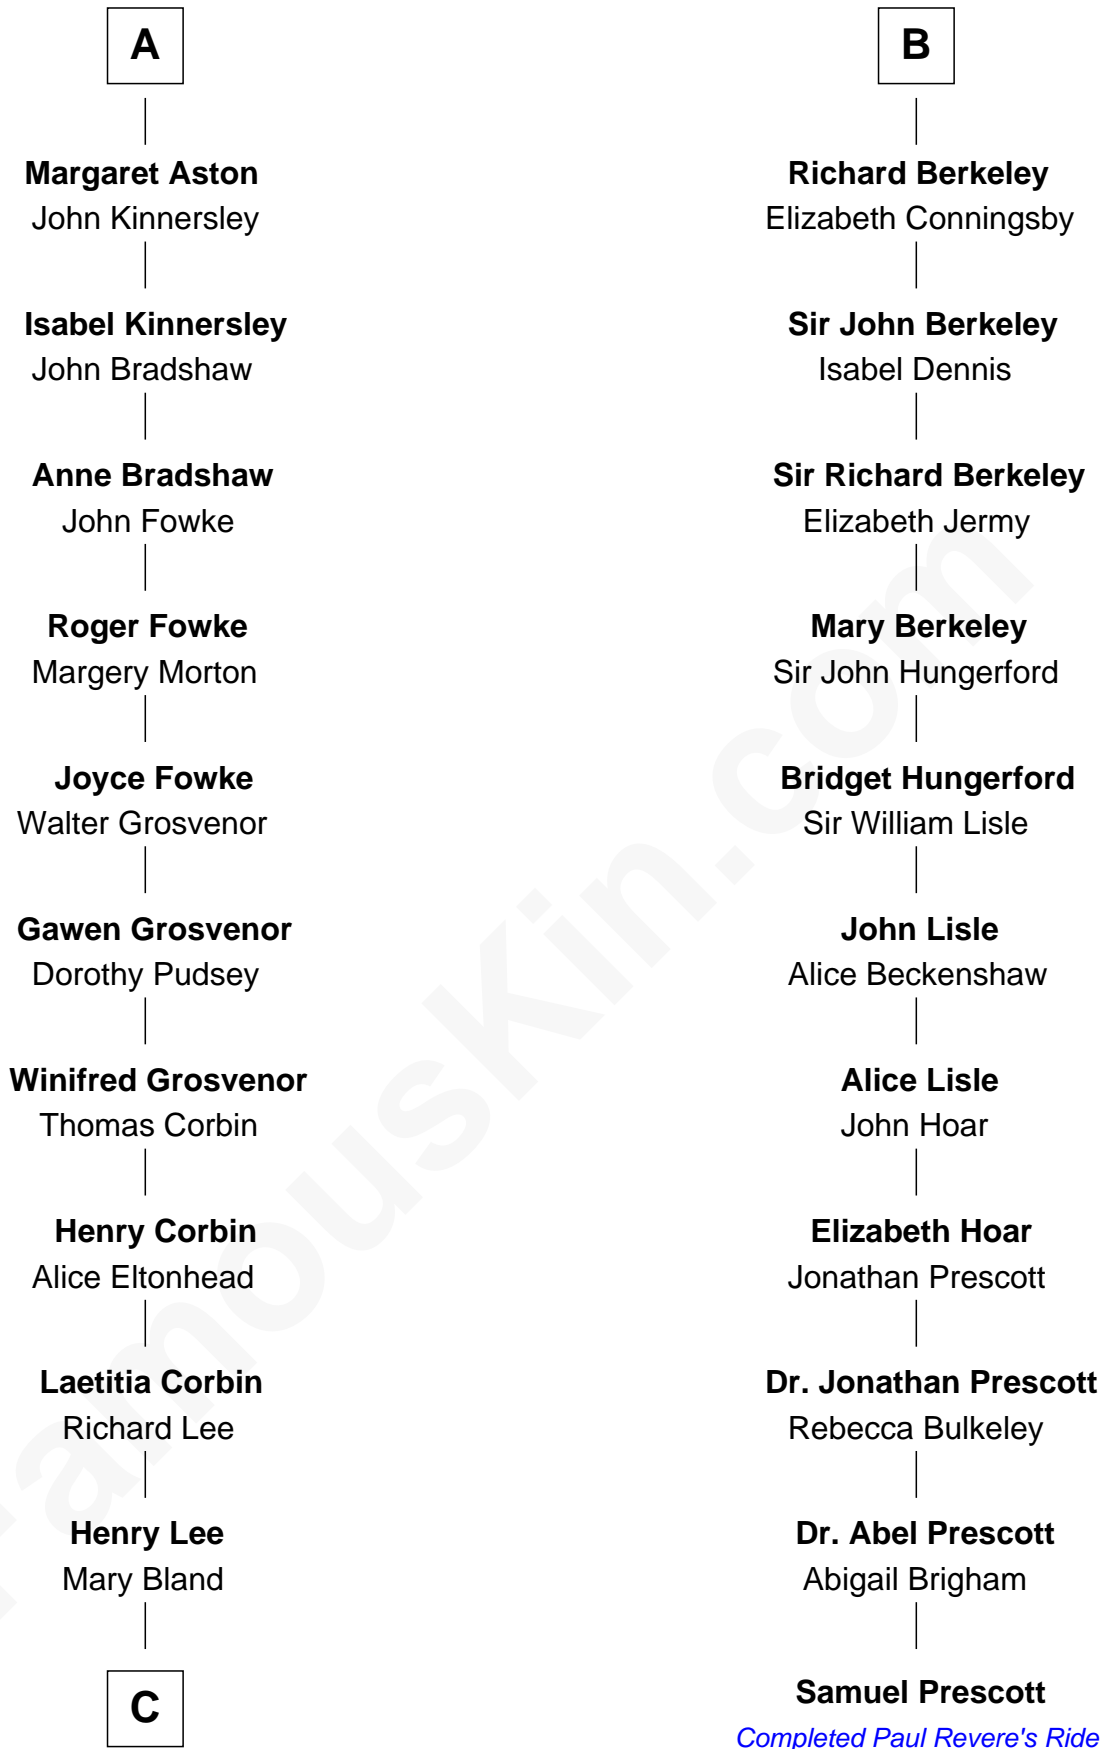 A
Margaret Aston
John Kinnersley
Isabel Kinnersley
John Bradshaw
Anne Bradshaw
John Fowke
Roger Fowke
Margery Morton
Joyce Fowke
Walter Grosvenor
Gawen Grosvenor
Dorothy Pudsey
Winifred Grosvenor
Thomas Corbin
Henry Corbin
Alice Eltonhead
Laetitia Corbin
Richard Lee
Henry Lee
Mary Bland
C
B
Richard Berkeley
Elizabeth Conningsby
Sir John Berkeley
Isabel Dennis
Sir Richard Berkeley
Elizabeth Jermy
Mary Berkeley
Sir John Hungerford
Bridget Hungerford
Sir William Lisle
John Lisle
Alice Beckenshaw
Alice Lisle
John Hoar
Elizabeth Hoar
Jonathan Prescott
Dr. Jonathan Prescott
Rebecca Bulkeley
Dr. Abel Prescott
Abigail Brigham
Samuel Prescott
Completed Paul Revere's Ride
FamousKin.com